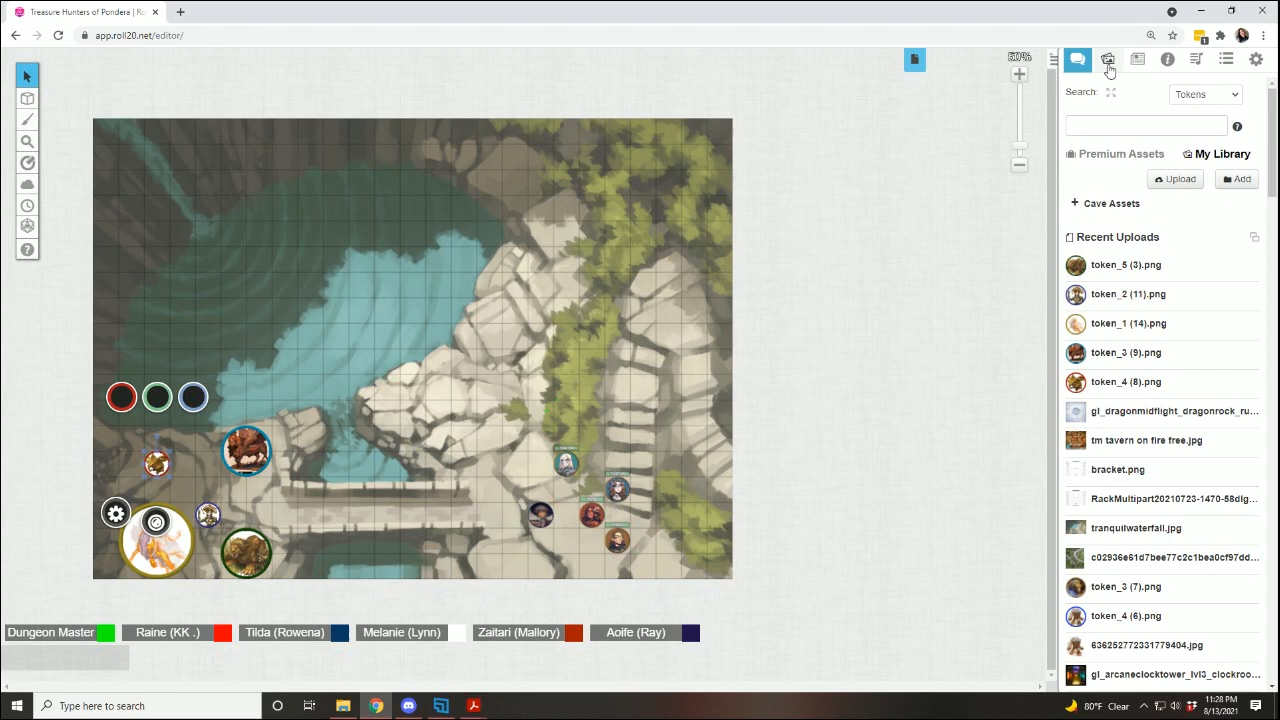 Treasure Hunters of Pondera | Ro
app.roll20.net/editor/
1
60%
Search:
Tokens
Premium Assets
My Library
Upload
Add
Cave Assets
Recent Uploads
token_5 (3).png
token_2 (11).png
token_1 (14).png
token_3 (9).png
token_4 (8).png
gl_dragonmidflight_dragonrock_ru...
tm tavern on fire free.jpg
bracket.png
RackMultipart20210723-1470-58dlg...
tranquilwaterfall.jpg
c02936e61d7bee77c2c1bea0cf97dd...
token_3 (7).png
token_4 (6).png
636252772331779404.jpg
gl_arcaneclocktower_lvl3_clockroo...
Dungeon Master
Raine (KK .)
Tilda (Rowena)
Melanie (Lynn)
Zaitari (Mallory)
Aoife (Ray)
Type here to search
80°F Clear
11:28 PM
8/13/2021